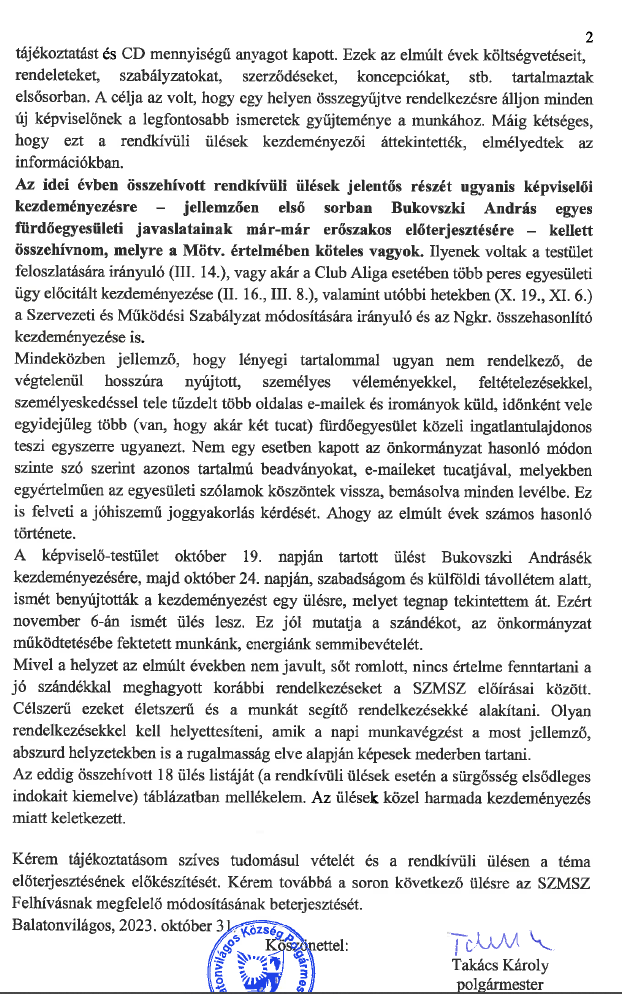 2
tájékoztatást és CD mennyiségű anyagot kapott. Ezek az elmúlt évek költségvetéseit,
rendeleteket, szabályzatokat, szerződéseket, koncepciókat, stb. tartalmaztak
elsősorban. A célja az volt, hogy egy helyen összegyűjtve rendelkezésre álljon minden
új képviselőnek a legfontosabb ismeretek gyűjteménye a munkához. Máig kétséges,
hogy ezt a rendkívüli ülések kezdeményezői áttekintették, elmélyedtek az
információkban.
Az idei évben összehívott rendkívüli ülések jelentős részét ugyanis képviselői
kezdeményezésre – jellemzően első sorban Bukovszki András egyes
fürdőegyesületi javaslatainak már-már erőszakos előterjesztésére – kellett
összehívnom, melyre a Mötv. értelmében köteles vagyok. Ilyenek voltak a testület
feloszlatására irányuló (III. 14.), vagy akár a Club Aliga esetében több peres egyesületi
ügy előcitált kezdeményezése (II. 16., III. 8.), valamint utóbbi hetekben (X. 19., XI. 6.)
a Szervezeti és Működési Szabályzat módosítására irányuló és az Ngkr. összehasonlító
kezdeményezése is.
Mindeközben jellemző, hogy lényegi tartalommal ugyan nem rendelkező, de
végtelenül hosszúra nyújtott, személyes véleményekkel, feltételezésekkel,
személyeskedéssel tele tűzdelt több oldalas e-mailek és irományok küld, időnként vele
egyidejűleg több (van, hogy akár két tucat) fürdőegyesület közeli ingatlantulajdonos
teszi egyszerre ugyanezt. Nem egy esetben kapott az önkormányzat hasonló módon
szinte szó szerint azonos tartalmú beadványokat, e-maileket tucatjával, melyekben
egyértelműen az egyesületi szólamok köszöntek vissza, bemásolva minden levélbe. Ez
is felveti a jóhiszemű joggyakorlás kérdését. Ahogy az elmúlt évek számos hasonló
története.
A képviselő-testület október 19. napján tartott ülést Bukovszki Andrásék
kezdeményezésére, majd október 24. napján, szabadságom és külföldi távollétem alatt,
ismét benyújtották a kezdeményezést egy ülésre, melyet tegnap tekintettem át. Ezért
november 6-án ismét ülés lesz. Ez jól mutatja a szándékot, az önkormányzat
működtetésébe fektetett munkánk, energiánk semmibevételét.
Mivel a helyzet az elmúlt években nem javult, sőt romlott, nincs értelme fenntartani a
jó szándékkal meghagyott korábbi rendelkezéseket a SZMSZ előírásai között.
Célszerű ezeket életszerű és a munkát segítő rendelkezésekké alakítani. Olyan
rendelkezésekkel kell helyettesíteni, amik a napi munkavégzést a most jellemző,
abszurd helyzetekben is a rugalmasság elve alapján képesek mederben tartani.
Az eddig összehívott 18 ülés listáját (a rendkívüli ülések esetén a sürgősség elsődleges
indokait kiemelve) táblázatban mellékelem. Az ülések közel harmada kezdeményezés
miatt keletkezett.
Kérem tájékoztatásom szíves tudomásul vételét és a rendkívüli ülésen a téma
előterjesztésének előkészítését. Kérem továbbá a soron következő ülésre az SZMSZ
Felhívásnak megfelelő módosításának beterjesztését.
Balatonvilágos, 2023. október 31.
Köszönettel:
Takács Károly
polgármester